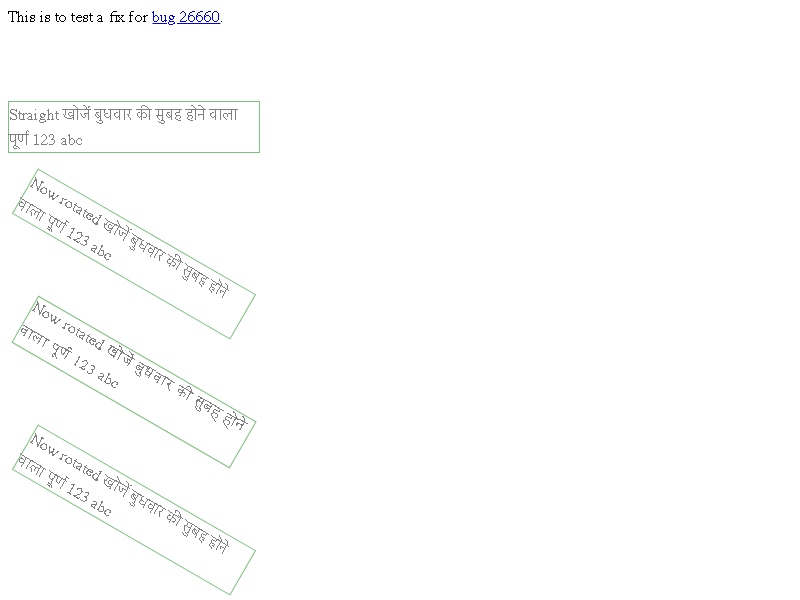 This is to test a fix for bug 26660.
Straight खोजें बुधवार की सुबह होने वाला
पूर्ण 123 abc
Now rotated खोजें बुधवार की सुबह होने
वाला पूर्ण 123 abc
Now rotated खोजें बुधवार की सुबह होने
वाला पूर्ण 123 abc
Now rotated खोजें बुधवार की सुबह होने
वाला पूर्ण 123 abc